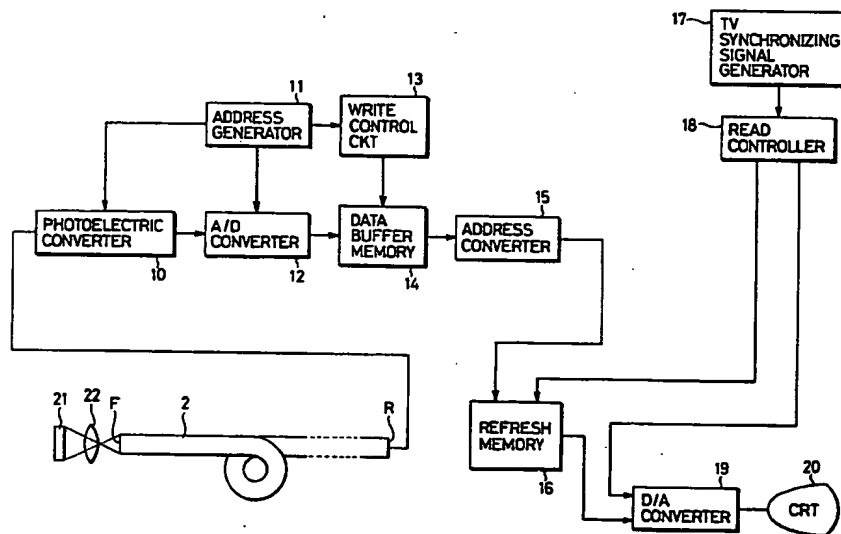 17
TV
SYNCHRONIZING
SIGNAL
GENERATOR
18
READ
CONTROLLER
11
ADDRESS
GENERATOR
13
WRITE
CONTROL
CKT
PHOTOELECTRIC
CONVERTER
10
A/D
CONVERTER
12
DATA
BUFFER
MEMORY
14
15
ADDRESS
CONVERTER
21
22
F
2
R
REFRESH
MEMORY
16
19
D/A
CONVERTER
20
CRT